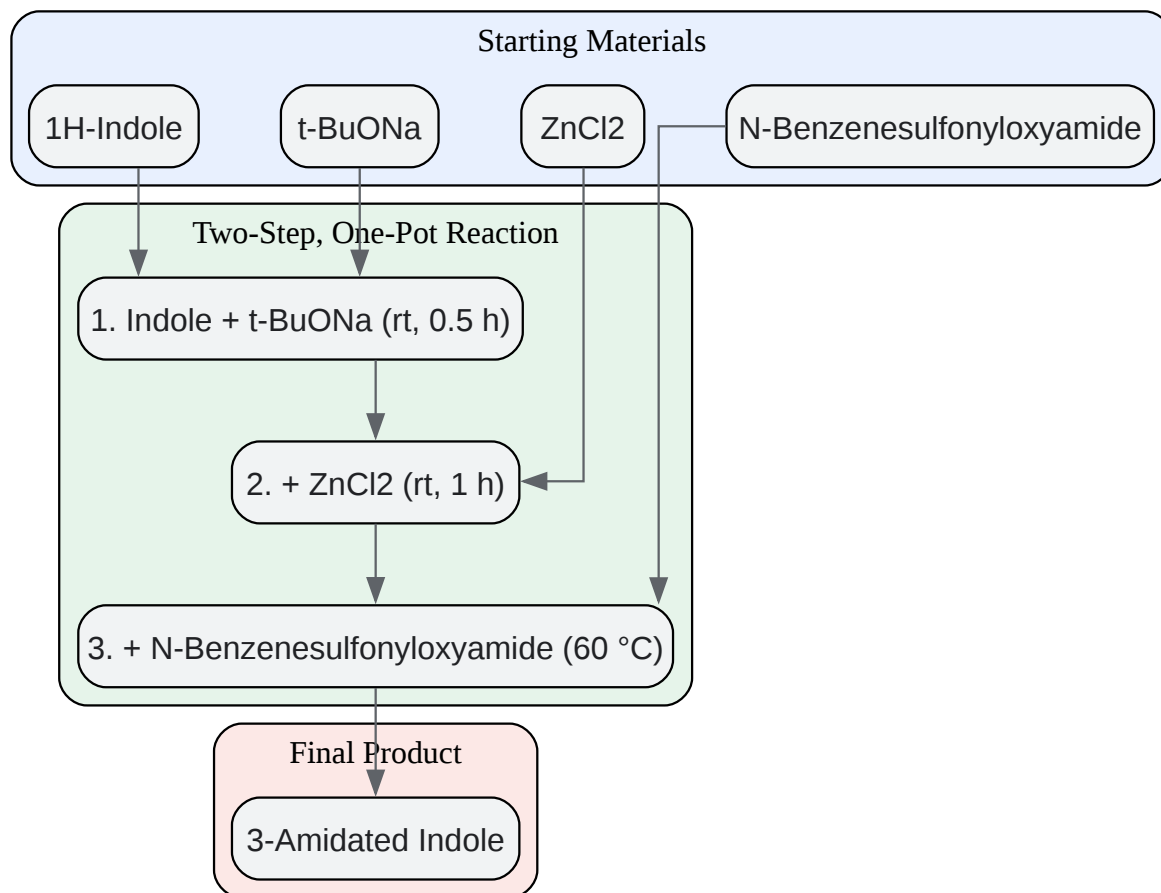 Starting Materials
1H-Indole
t-BuONa
ZnCl2
N-Benzenesulfonyloxyamide
Two-Step, One-Pot Reaction
1. Indole + t-BuONa (rt, 0.5 h)
2. + ZnCl2 (rt, 1 h)
3. + N-Benzenesulfonyloxyamide (60 °C)
Final Product
3-Amidated Indole